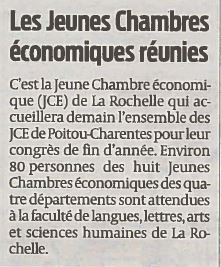 Les Jeunes Chambres
économiques réunies
C'est la Jeune Chambre économi-
que (JCE) de La Rochelle qui ac-
cueillera demain l'ensemble des
JCE de Poitou-Charentes pour leur
congrès de fin d'année. Environ
80 personnes des huit Jeunes
Chambres économiques des qua-
tre départements sont attendues
à la faculté de langues, lettres, arts
et sciences humaines de La Ro-
chelle.